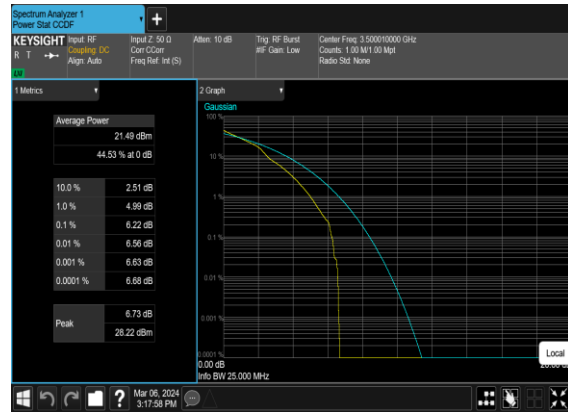 Spectrum Analyzer 1
Power Stat CCDF
KEYSIGHT
R T
LXI
Input: RF
Coupling: DC
Align: Auto
Input Z: 50 Ω
Corr CCorr
Freq Ref: Int (S)
Atten: 10 dB
Trig: RF Burst
#IF Gain: Low
Center Freq: 3.500010000 GHz
Counts: 1.00 M/1.00 Mpt
Radio Std: None
1 Metrics
Average Power
21.49 dBm
44.53 % at 0 dB
10.0 % 2.51 dB
1.0 % 4.99 dB
0.1 % 6.22 dB
0.01 % 6.56 dB
0.001 % 6.63 dB
0.0001 % 6.68 dB
Peak
6.73 dB
28.22 dBm
2 Graph
Gaussian
100 %
10 %
1 %
0.1 %
0.01 %
0.001 %
0.0001 %
0.00 dB
Info BW 25.000 MHz
Local
?
Mar 06, 2024
3:17:58 PM